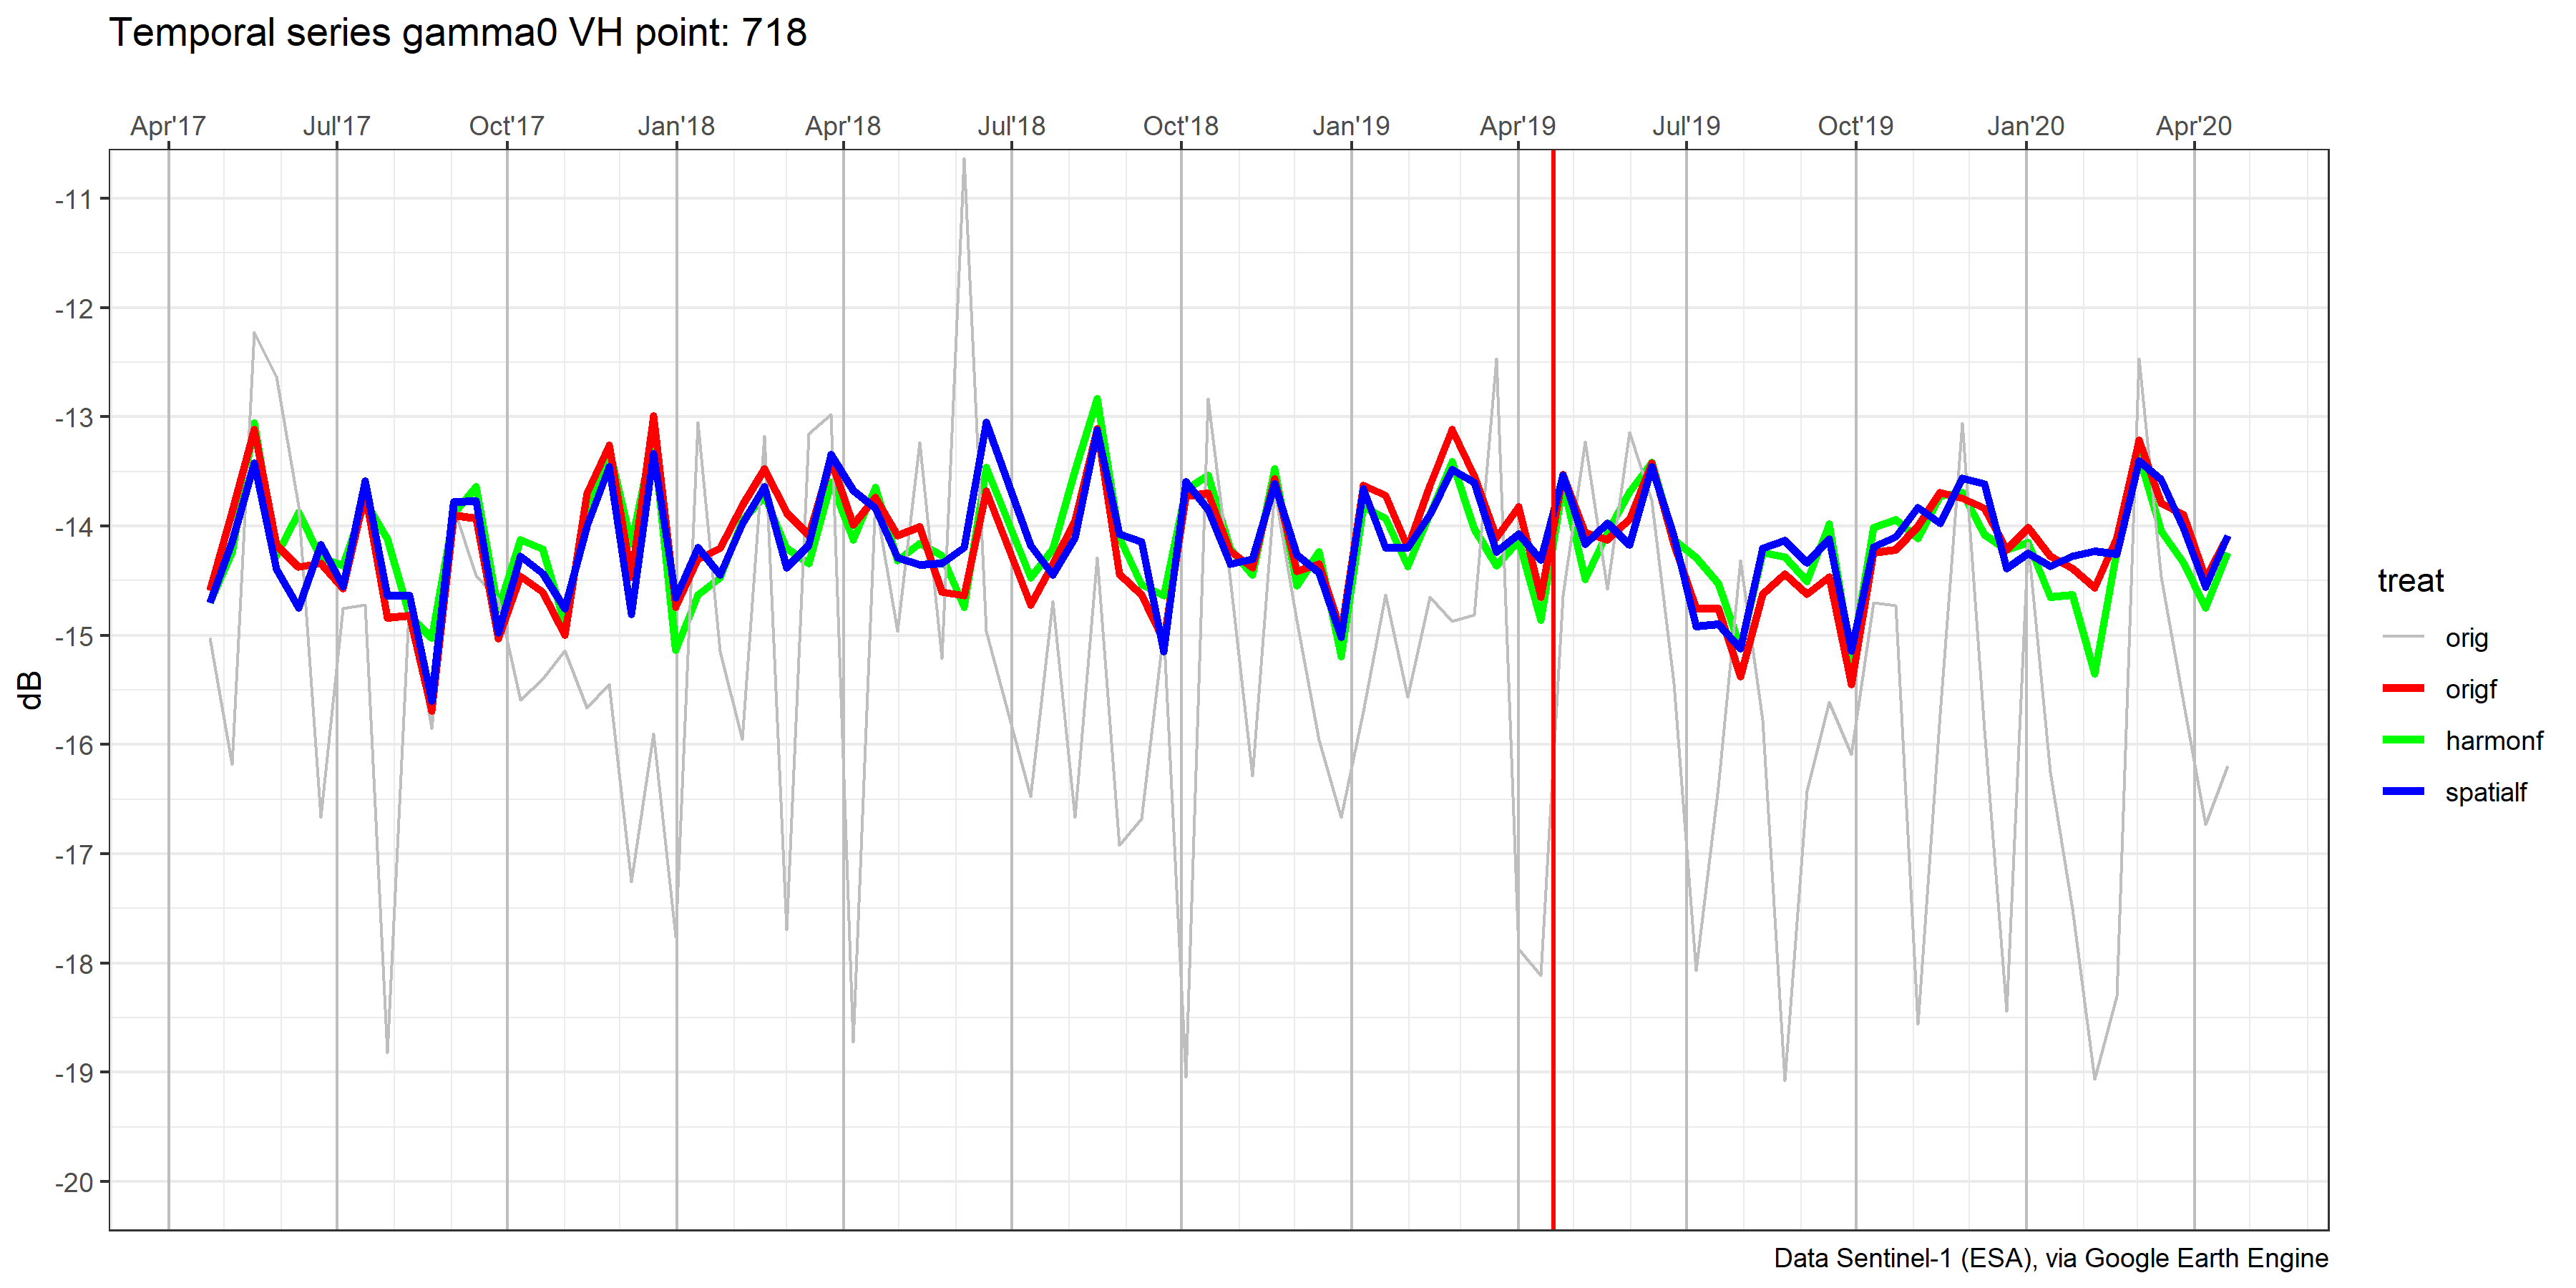 Temporal series gamma0 VH point: 718
Apr'17 Jul'17 Oct'17 Jan'18 Apr'18 Jul'18 Oct'18 Jan'19 Apr'19 Jul'19 Oct'19 Jan'20 Apr'20
-11
-12
-13
-14
-15
-16
-17
-18
-19
-20
dB
treat
orig
origf
harmonf
spatialf
Data Sentinel-1 (ESA), via Google Earth Engine